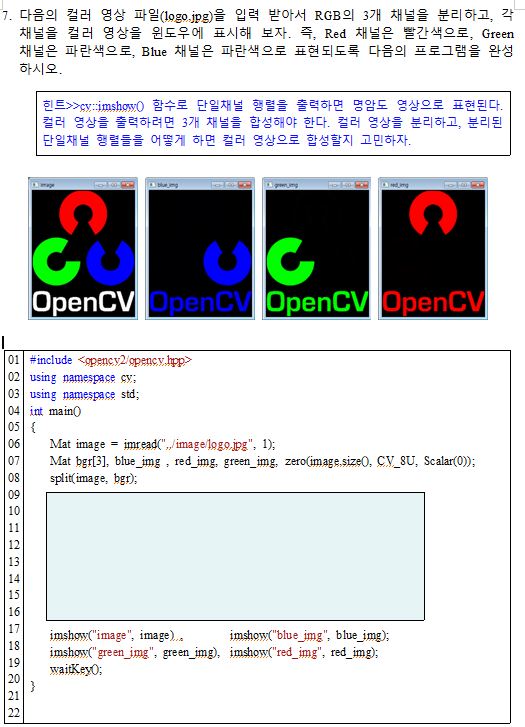 7. 다음의 컬러 영상 파일(logo.jpg)을 입력 받아서 RGB의 3개 채널을 분리하고, 각
채널을 컬러 영상을 윈도우에 표시해 보자. 즉, Red 채널은 빨간색으로, Green
채널은 파란색으로, Blue 채널은 파란색으로 표현되도록 다음의 프로그램을 완성
하시오.
힌트>>cv::imshow() 함수로 단일채널 행렬을 출력하면 명암도 영상으로 표현된다.
컬러 영상을 출력하려면 3개 채널을 합성해야 한다. 컬러 영상을 분리하고, 분리된
단일채널 행렬들을 어떻게 하면 컬러 영상으로 합성할지 고민하자.
image blue_img green_img red_img
OpenCV OpenCV OpenCV OpenCV
01 #include <opencv2/opencv.hpp>
02 using namespace cv;
03 using namespace std;
04 int main()
05 {
06 Mat image = imread("../image/logo.jpg", 1);
07 Mat bgr[3], blue_img , red_img, green_img, zero(image.size(), CV_8U, Scalar(0));
08 split(image, bgr);
09
10
11
12
13
14
15
16
17 imshow("image", image) , imshow("blue_img", blue_img);
18 imshow("green_img", green_img), imshow("red_img", red_img);
19 waitKey();
20 }
21
22